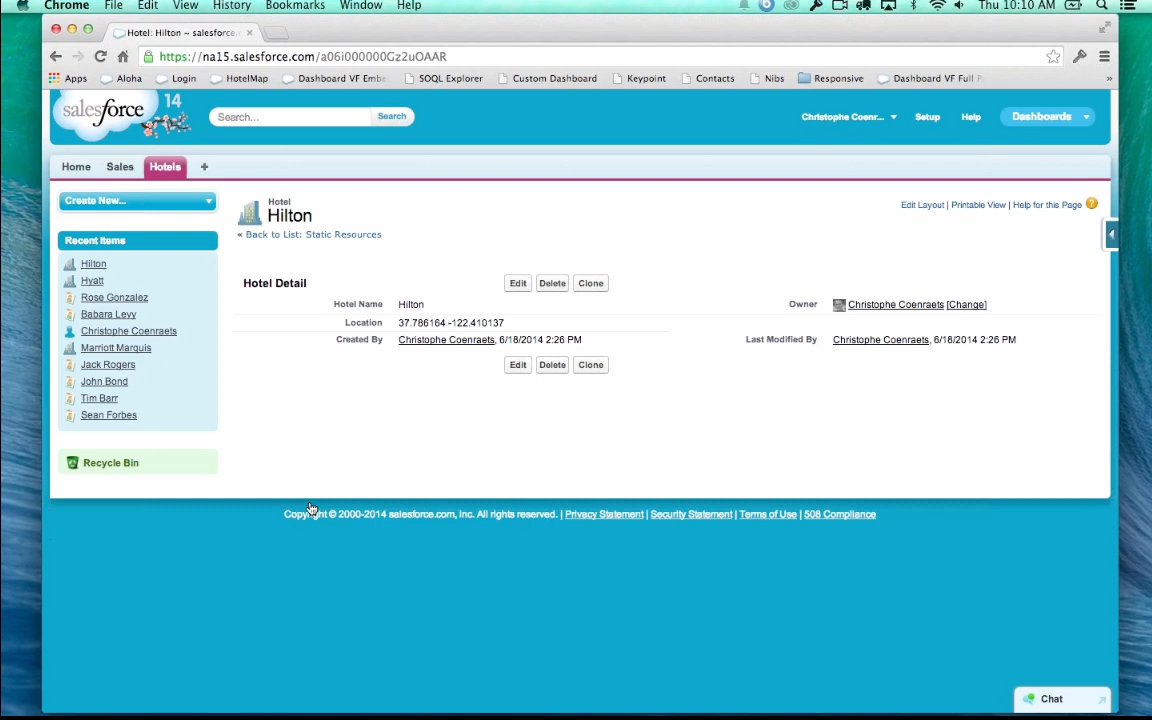 Chrome File Edit View History Bookmarks Window Help Thu 10:10 AM
Hotel: Hilton ~ salesforce.
https://na15.salesforce.com/a06i000000Gz2uOAAR
Apps Aloha Login HotelMap Dashboard VF Embe SOQL Explorer Custom Dashboard Keypoint Contacts Nibs Responsive Dashboard VF Full P »
salesforce 14
Search... Search Christophe Coenr... Setup Help Dashboards
Home Sales Hotels +
Create New...
Recent Items
Hilton
Hyatt
Rose Gonzalez
Babara Levy
Christophe Coenraets
Marriott Marquis
Jack Rogers
John Bond
Tim Barr
Sean Forbes
Recycle Bin
Hotel
Hilton
« Back to List: Static Resources
Edit Layout | Printable View | Help for this Page ?
Hotel Detail Edit Delete Clone
Hotel Name Hilton Owner Christophe Coenraets [Change]
Location 37.786164 -122.410137
Created By Christophe Coenraets, 6/18/2014 2:26 PM Last Modified By Christophe Coenraets, 6/18/2014 2:26 PM
Edit Delete Clone
Copyright © 2000-2014 salesforce.com, inc. All rights reserved. | Privacy Statement | Security Statement | Terms of Use | 508 Compliance
Chat